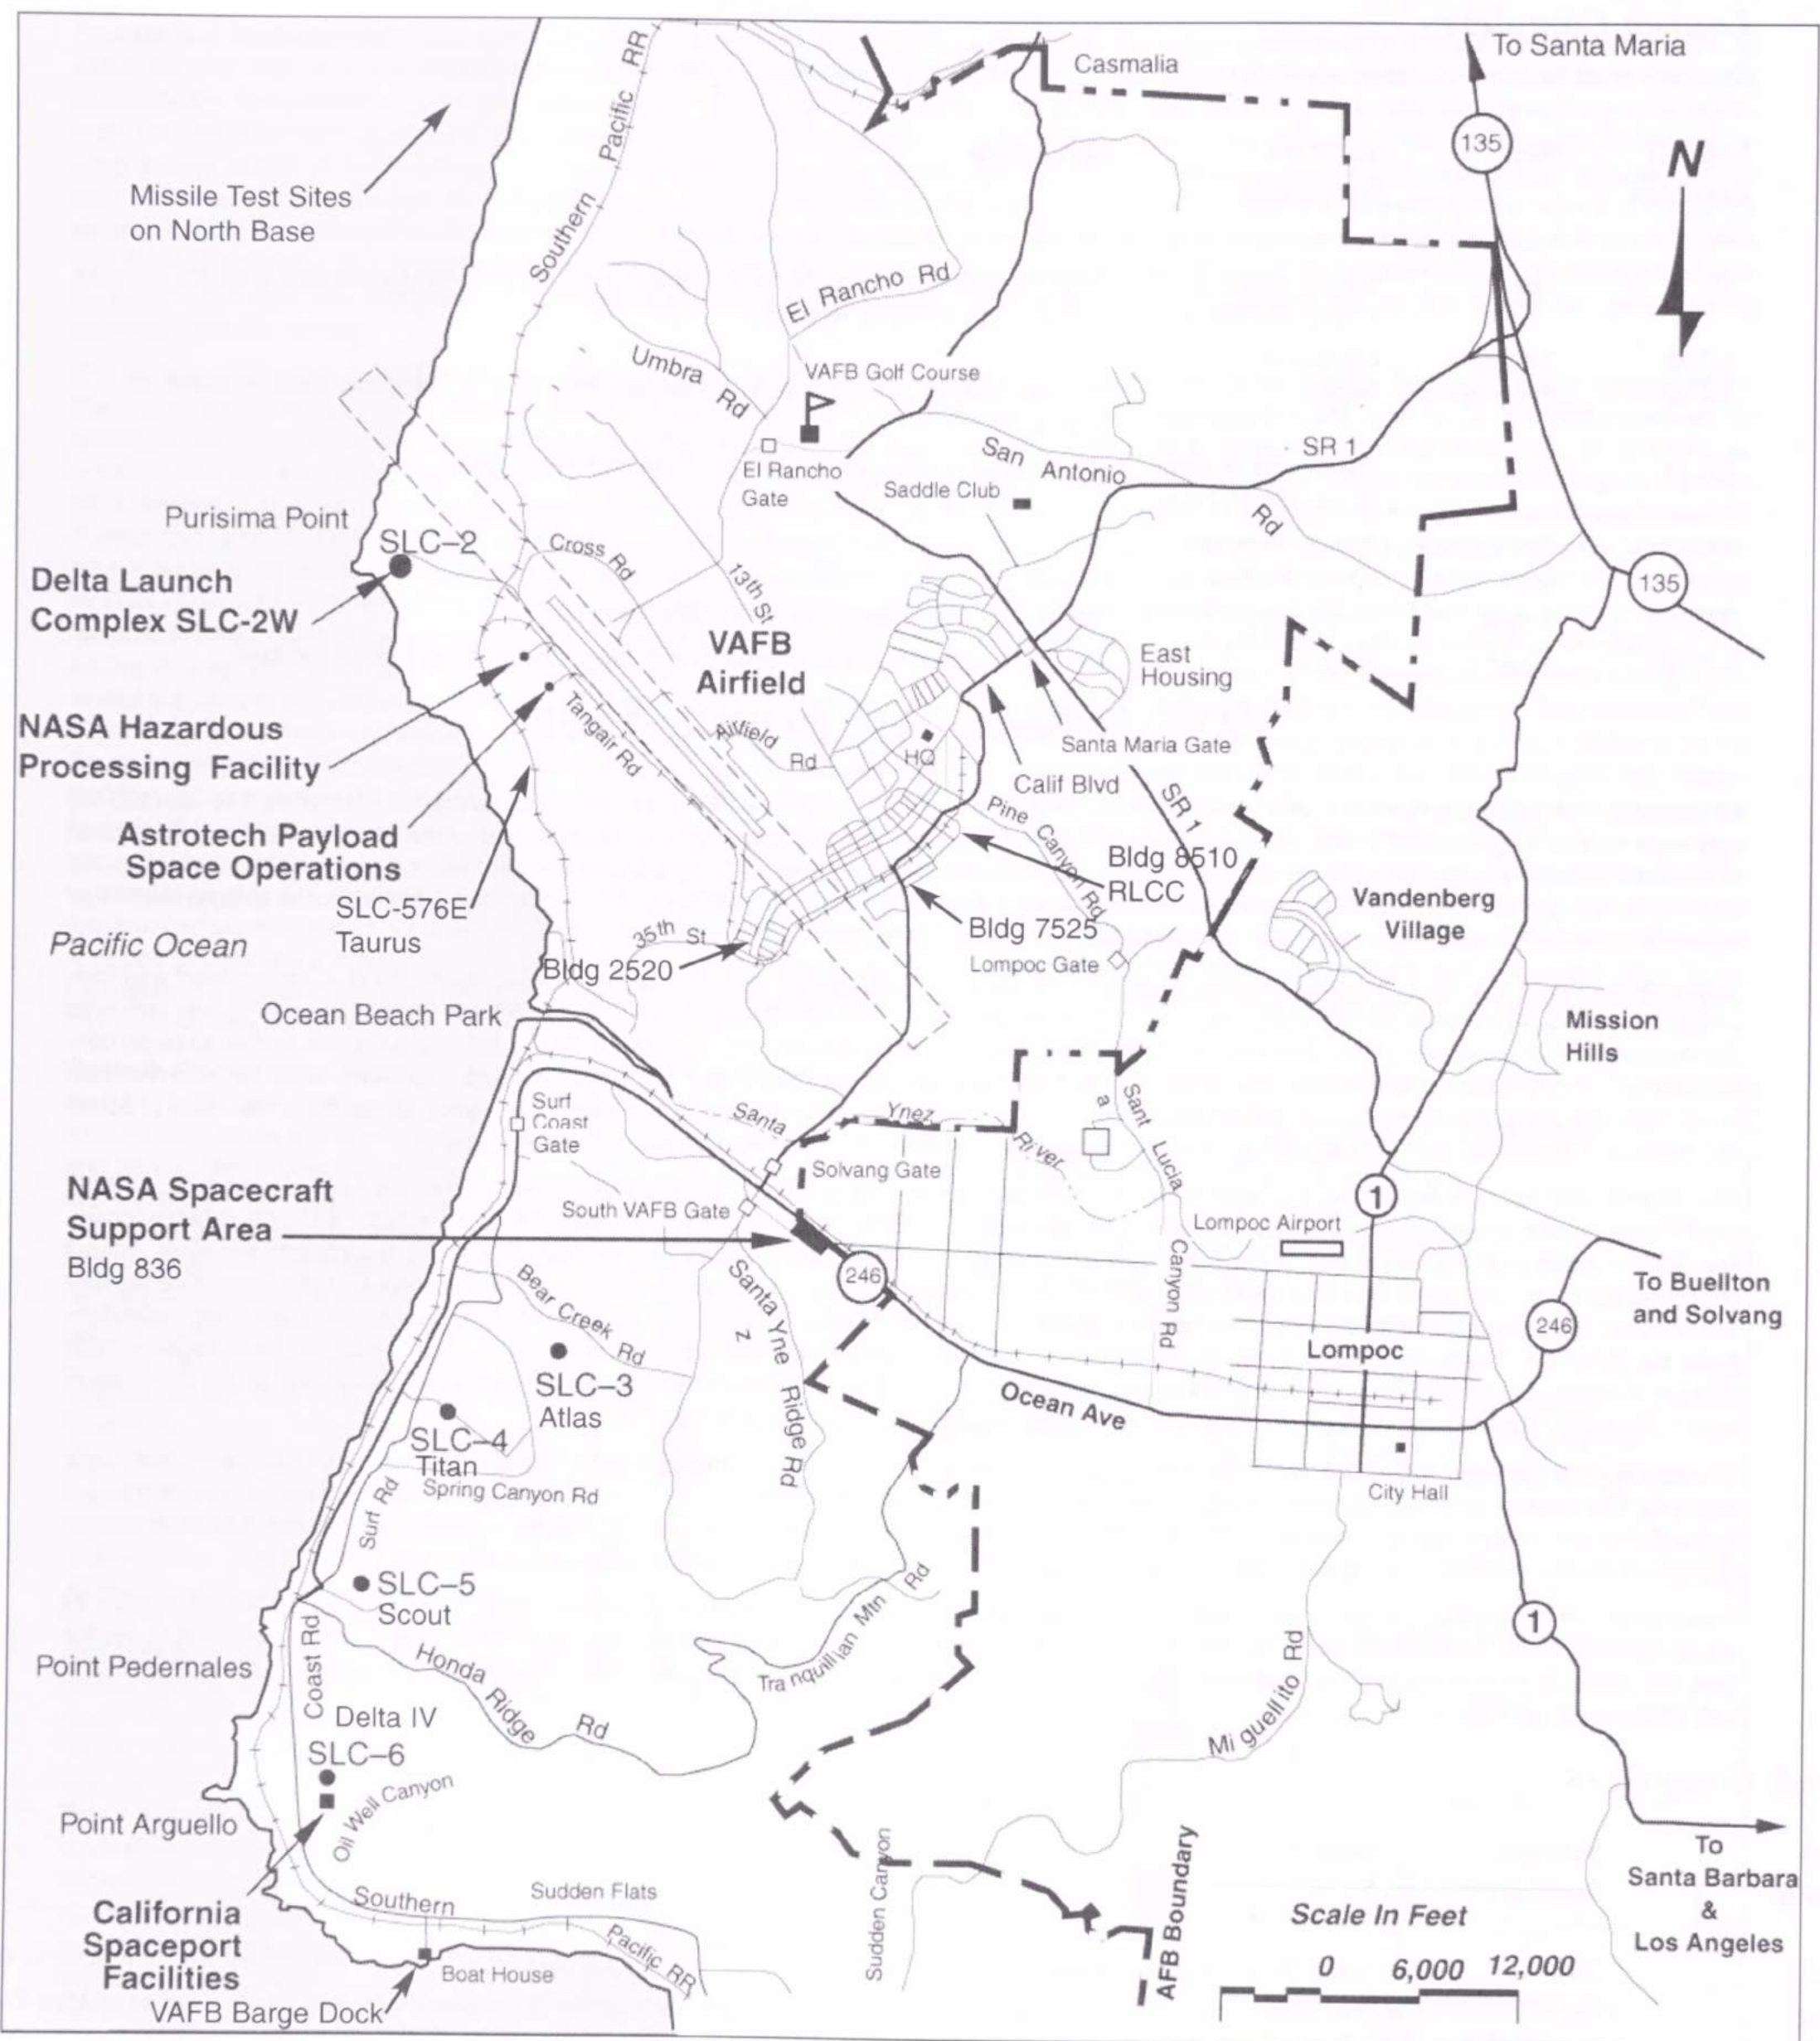 To Santa Maria
Casmalia
135
N
Southern Pacific RR
Missile Test Sites
on North Base
El Rancho Rd
Umbra Rd
VAFB Golf Course
SR 1
San Antonio Rd
El Rancho
Gate
Saddle Club
Purisima Point
SLC–2
Cross Rd
13th St
135
Delta Launch
Complex SLC-2W
VAFB
Airfield
East
Housing
NASA Hazardous
Processing Facility
Tangair Rd
Airfield Rd
HQ
Santa Maria Gate
Calif Blvd
SR 1
Pine Canyon Rd
Astrotech Payload
Space Operations
Bldg 8510
RLCC
SLC-576E
Taurus
Vandenberg
Village
Bldg 7525
Pacific Ocean
35th St
Lompoc Gate
Bldg 2520
Ocean Beach Park
Mission
Hills
Surf
Coast
Gate
Santa Ynez River
Santa Lucia Canyon Rd
Solvang Gate
NASA Spacecraft
Support Area
Bldg 836
South VAFB Gate
1
Lompoc Airport
246
Bear Creek Rd
Santa Ynez Ridge Rd
To Buellton
and Solvang
246
Lompoc
SLC–3
Atlas
Ocean Ave
SLC–4
Titan
Spring Canyon Rd
City Hall
Surf Rd
SLC–5
Scout
1
Coast Rd
Point Pedernales
Honda Ridge Rd
Tranquillian Mtn Rd
Miguellito Rd
Delta IV
SLC–6
Oil Well Canyon
Point Arguello
California
Spaceport
Facilities
Southern Pacific RR
Sudden Flats
Sudden Canyon
AFB Boundary
To
Santa Barbara
&
Los Angeles
Scale In Feet
0 6,000 12,000
Boat House
VAFB Barge Dock